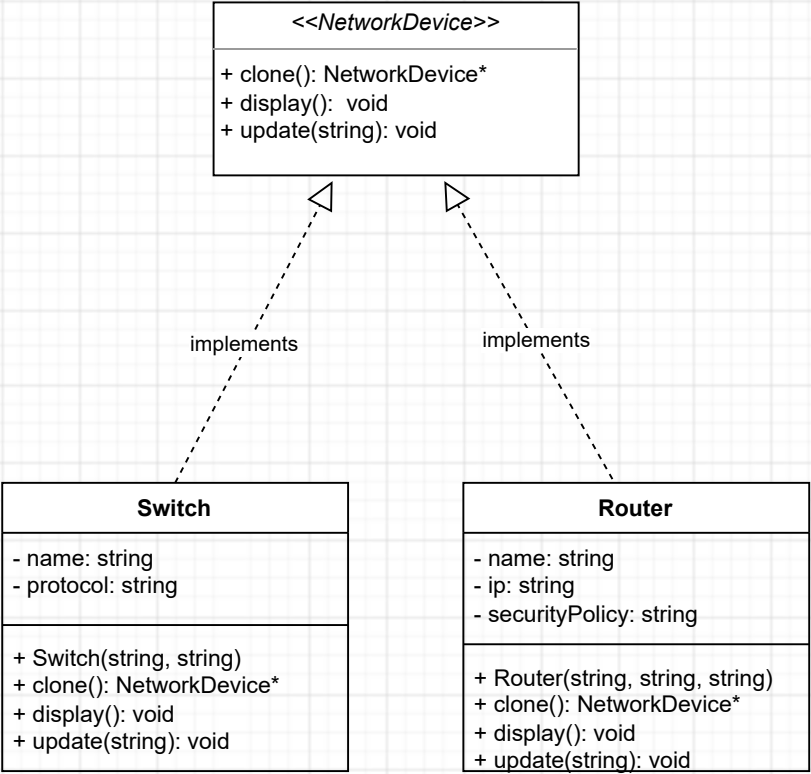 <<NetworkDevice>>
+ clone(): NetworkDevice*
+ display(): void
+ update(string): void
implements
implements
Switch
- name: string
- protocol: string
+ Switch(string, string)
+ clone(): NetworkDevice*
+ display(): void
+ update(string): void
Router
- name: string
- ip: string
- securityPolicy: string
+ Router(string, string, string)
+ clone(): NetworkDevice*
+ display(): void
+ update(string): void